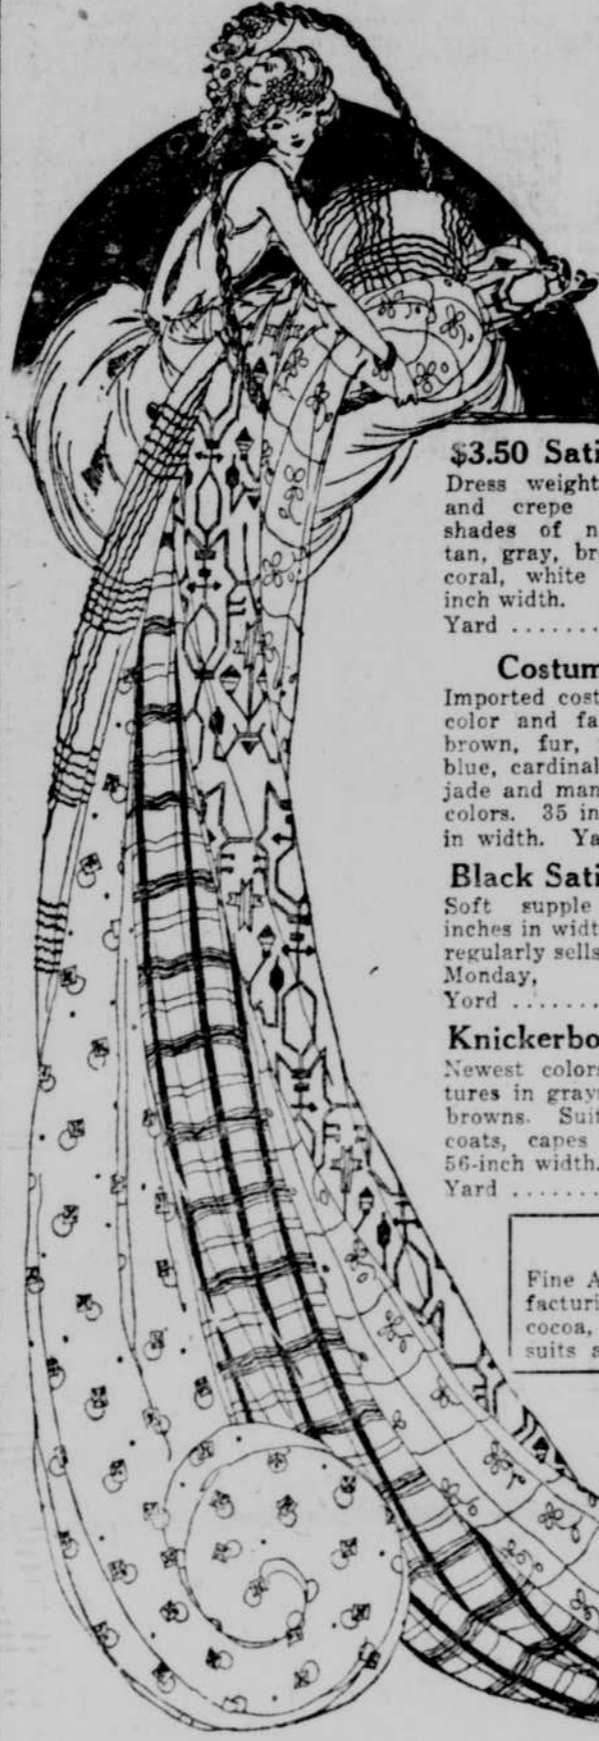 $3.50 Sati
Dress weight
and crepe
shades of n
tan, gray, br
coral, white
inch width.
Yard .......
Costum
Imported cost
color and fa
brown, fur,
blue, cardinal
jade and man
colors. 35 in
in width. Ya
Black Sati
Soft supple
inches in widt
regularly sells
Monday,
Yord .......
Knickerbo
Newest colors
tures in gray
browns. Suit
coats, capes
56-inch width.
Yard .......
Fine A
facturi
cocoa,
suits a